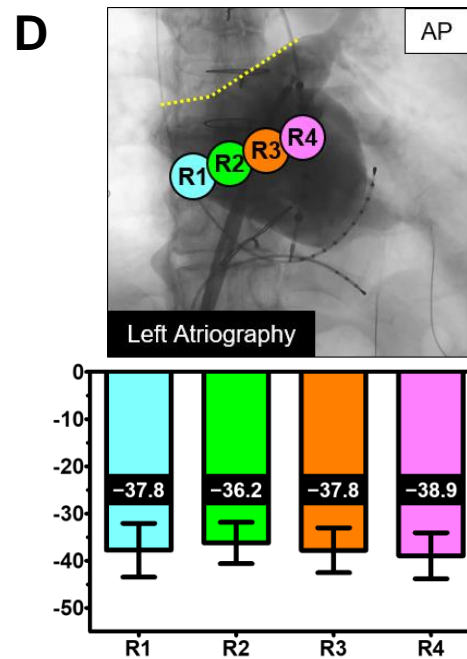 D
AP
R1 R2 R3 R4
Left Atriography
0
-10
-20
-30
-40
-50
−37.8 −36.2 −37.8 −38.9
R1 R2 R3 R4